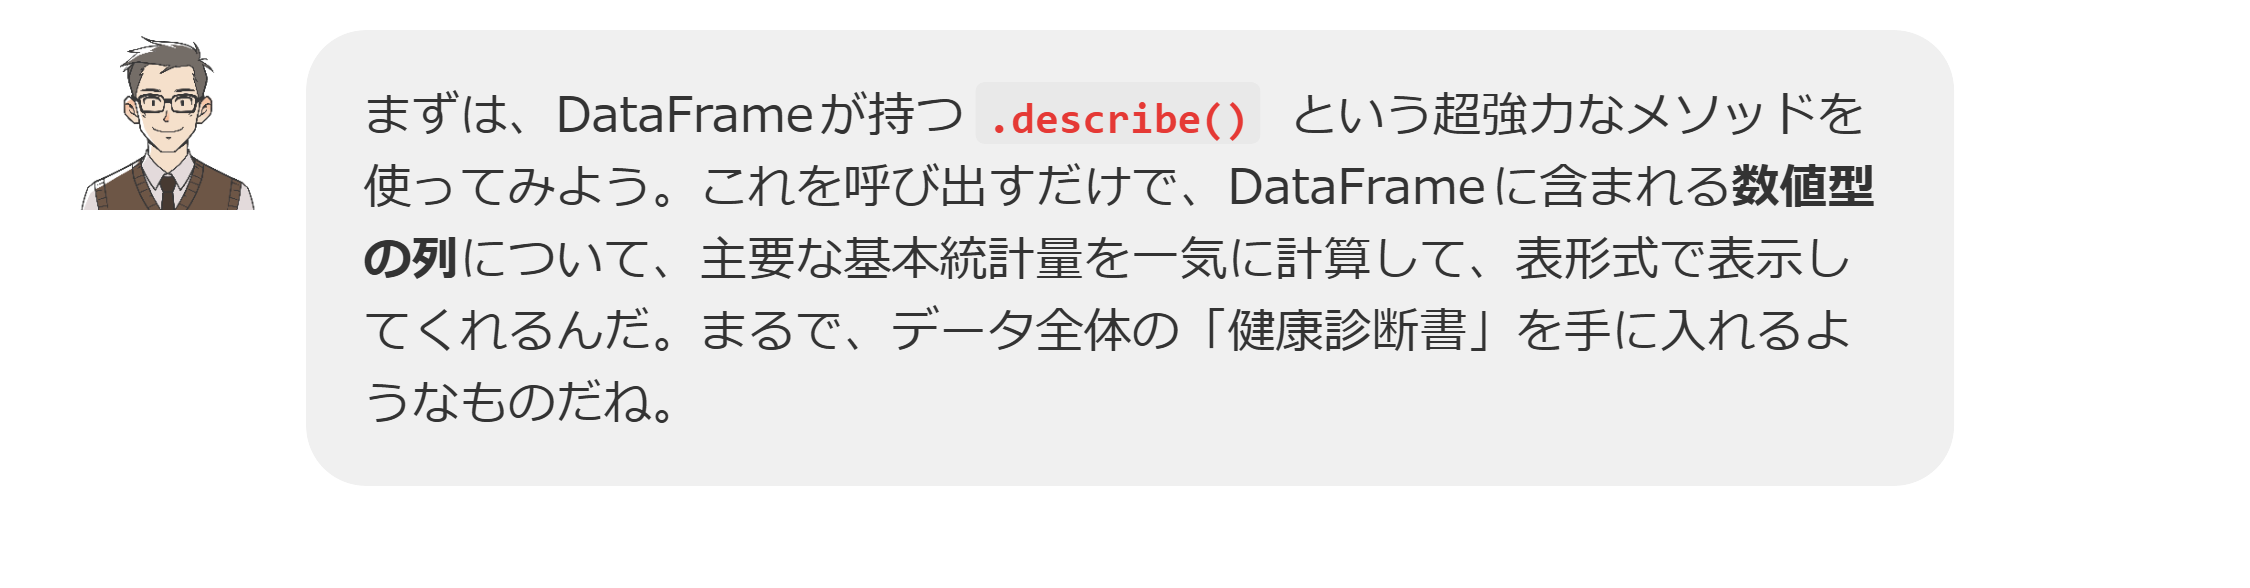 まずは、DataFrameが持つ .describe() という超強力なメソッドを
使ってみよう。これを呼び出すだけで、DataFrameに含まれる数値型
の列について、主要な基本統計量を一気に計算して、表形式で表示し
てくれるんだ。まるで、データ全体の「健康診断書」を手に入れるよ
うなものだね。